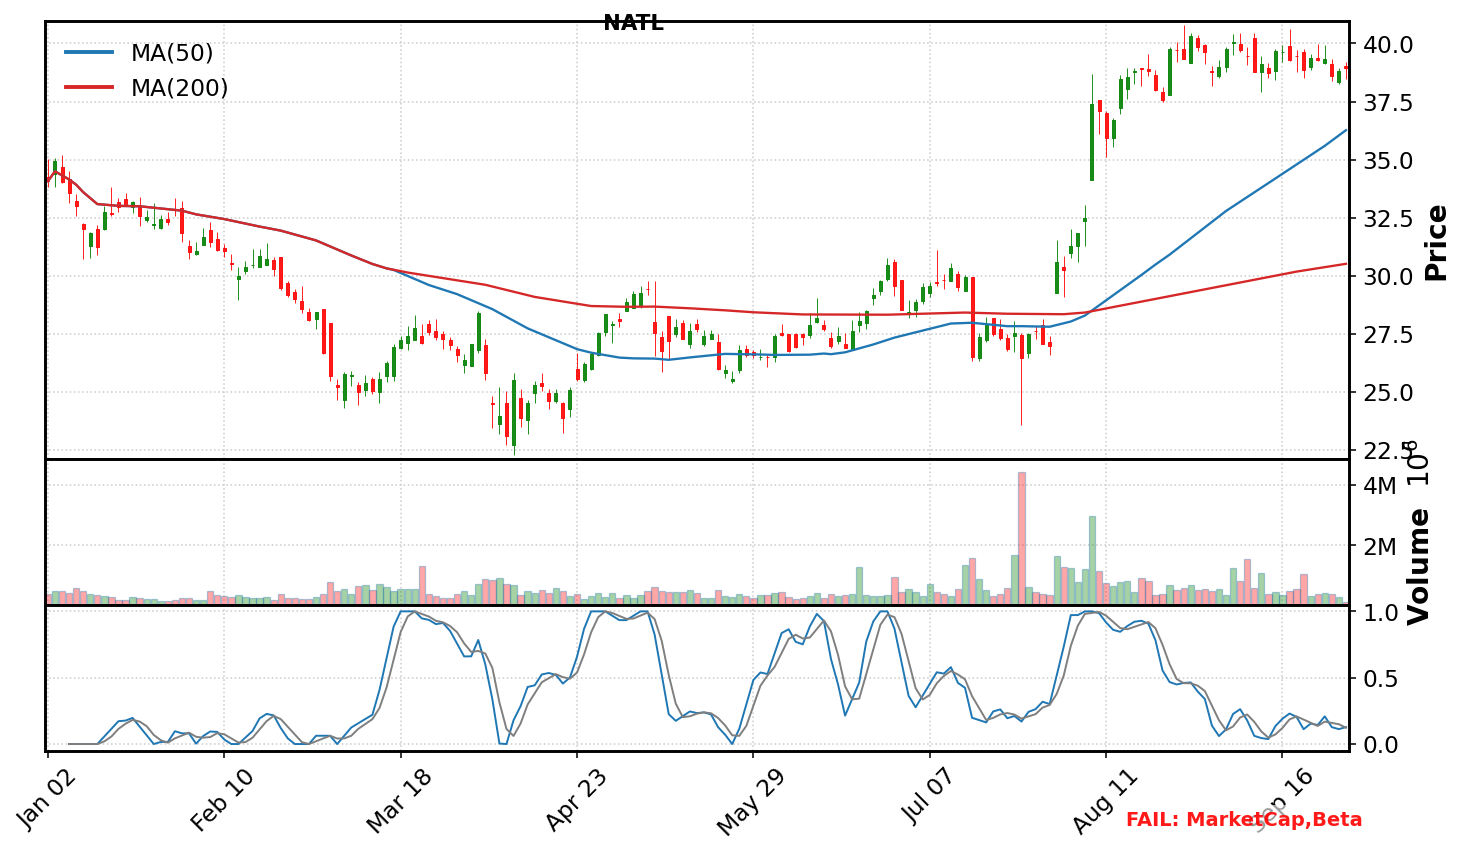 NATL
MA(50)
MA(200)
40.0
37.5
35.0
32.5
30.0
27.5
25.0
22.5
Price
10⁶
4M
2M
Volume
1.0
0.5
0.0
Jan 02
Feb 10
Mar 18
Apr 23
May 29
Jul 07
Aug 11
Sep 16
FAIL: MarketCap,Beta